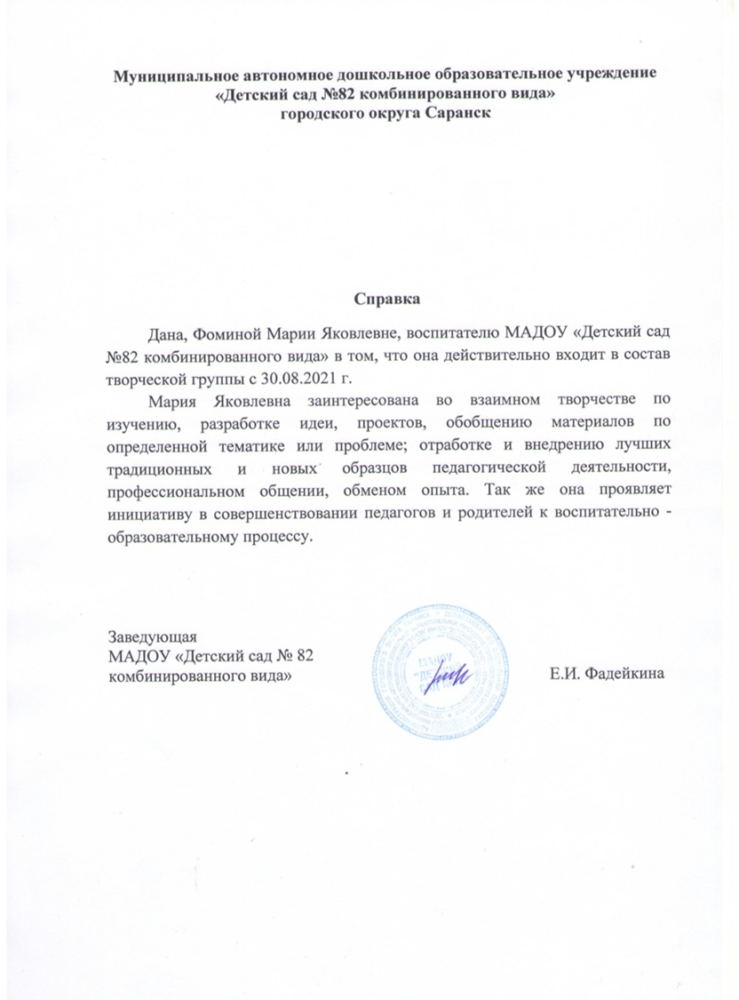 Муниципальное автономное дошкольное образовательное учреждение
«Детский сад №82 комбинированного вида»
городского округа Саранск
Справка
Дана, Фоминой Марии Яковлевне, воспитателю МАДОУ «Детский сад
№82 комбинированного вида» в том, что она действительно входит в состав
творческой группы с 30.08.2021 г.
Мария Яковлевна заинтересована во взаимном творчестве по
изучению, разработке идеи, проектов, обобщению материалов по
определенной тематике или проблеме; отработке и внедрению лучших
традиционных и новых образцов педагогической деятельности,
профессиональном общении, обменом опыта. Так же она проявляет
инициативу в совершенствовании педагогов и родителей к воспитательно -
образовательному процессу.
Заведующая
МАДОУ «Детский сад № 82
комбинированного вида»
Е.И. Фадейкина
МАДОУ